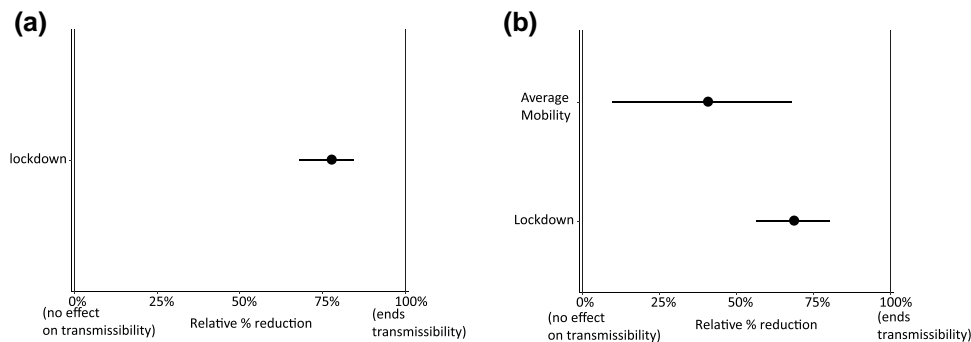 (a)
lockdown
0%
25%
50%
75%
100%
(no effect
on transmissibility)
Relative % reduction
(ends
transmissibility)
(b)
Average
Mobility
Lockdown
0%
25%
50%
75%
100%
(no effect
on transmissibility)
Relative % reduction
(ends
transmissibility)